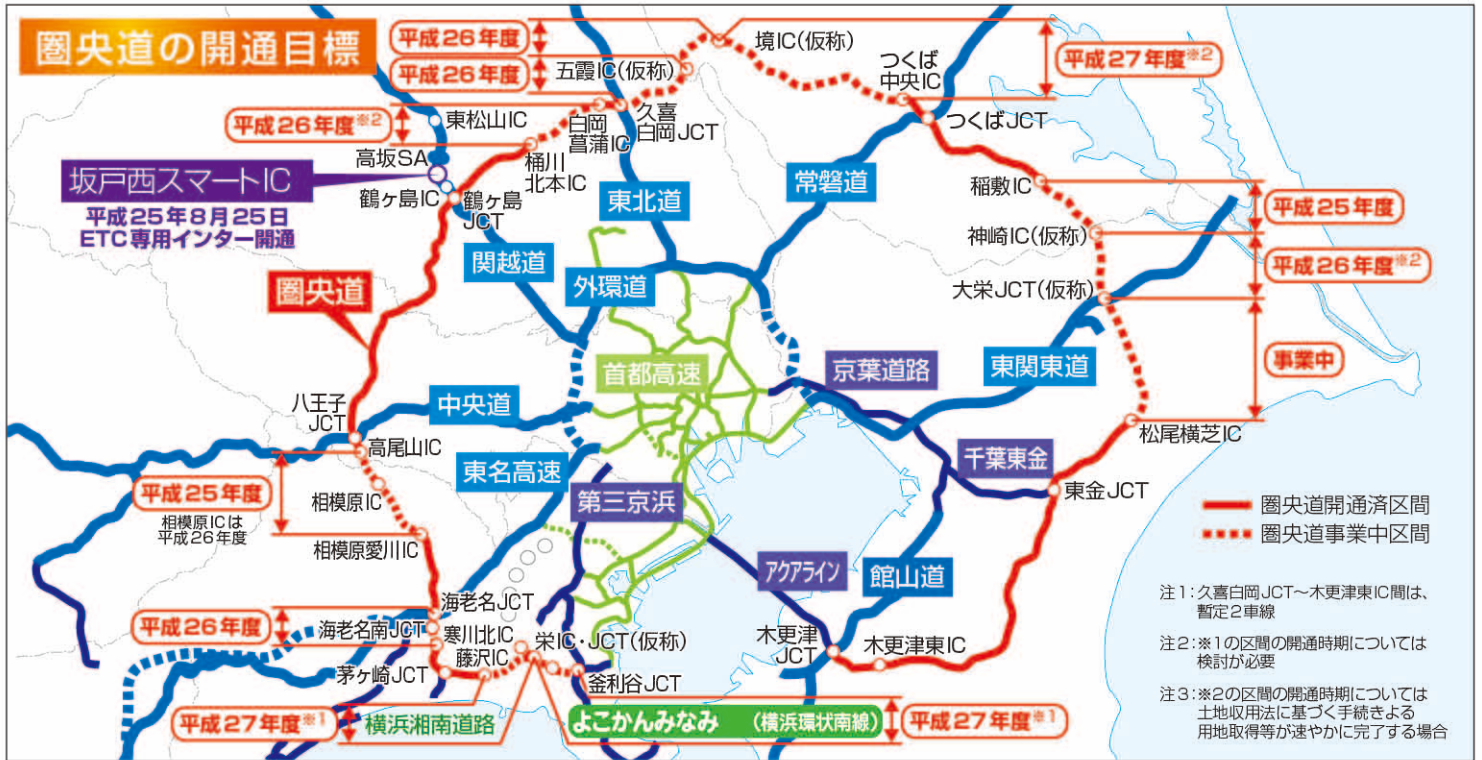 圏央道の開通目標
平成26年度
平成26年度
境IC(仮称)
五霞IC(仮称)
つくば
中央IC
平成27年度※2
平成26年度※2
東松山IC
白岡
菖蒲IC
久喜
白岡JCT
つくばJCT
高坂SA
桶川
北本IC
坂戸西スマートIC
平成25年8月25日
ETC専用インター開通
鶴ヶ島IC
鶴ヶ島
JCT
常磐道
東北道
稲敷IC
平成25年度
神崎IC(仮称)
平成26年度※2
関越道
外環道
大栄JCT(仮称)
圏央道
首都高速
京葉道路
東関東道
事業中
八王子
JCT
中央道
高尾山IC
松尾横芝IC
東名高速
千葉東金
平成25年度
相模原ICは
平成26年度
相模原IC
第三京浜
東金JCT
圏央道開通済区間
圏央道事業中区間
相模原愛川IC
アクアライン
館山道
海老名JCT
平成26年度
海老名南JCT
寒川北IC
藤沢IC
栄IC・JCT(仮称)
木更津
JCT
木更津東IC
茅ヶ崎JCT
釜利谷JCT
平成27年度※1
横浜湘南道路
よこかんみなみ (横浜環状南線)
平成27年度※1
注1:久喜白岡JCT〜木更津東IC間は、
暫定2車線
注2:※1の区間の開通時期については
検討が必要
注3:※2の区間の開通時期については
土地収用法に基づく手続きよる
用地取得等が速やかに完了する場合